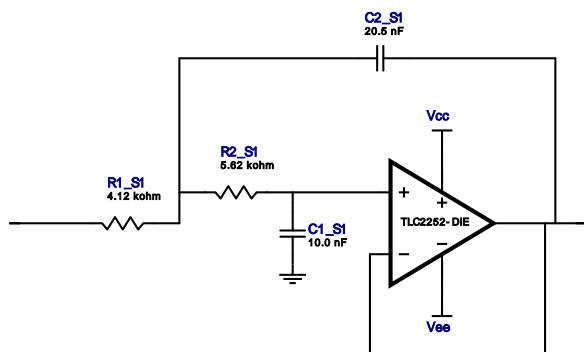 C2_S1
20.5 nF
Vcc
R2_S1
5.62 kohm
R1_S1
4.12 kohm
+
+
TLC2252-DIE
C1_S1
10.0 nF
−
−
Vee